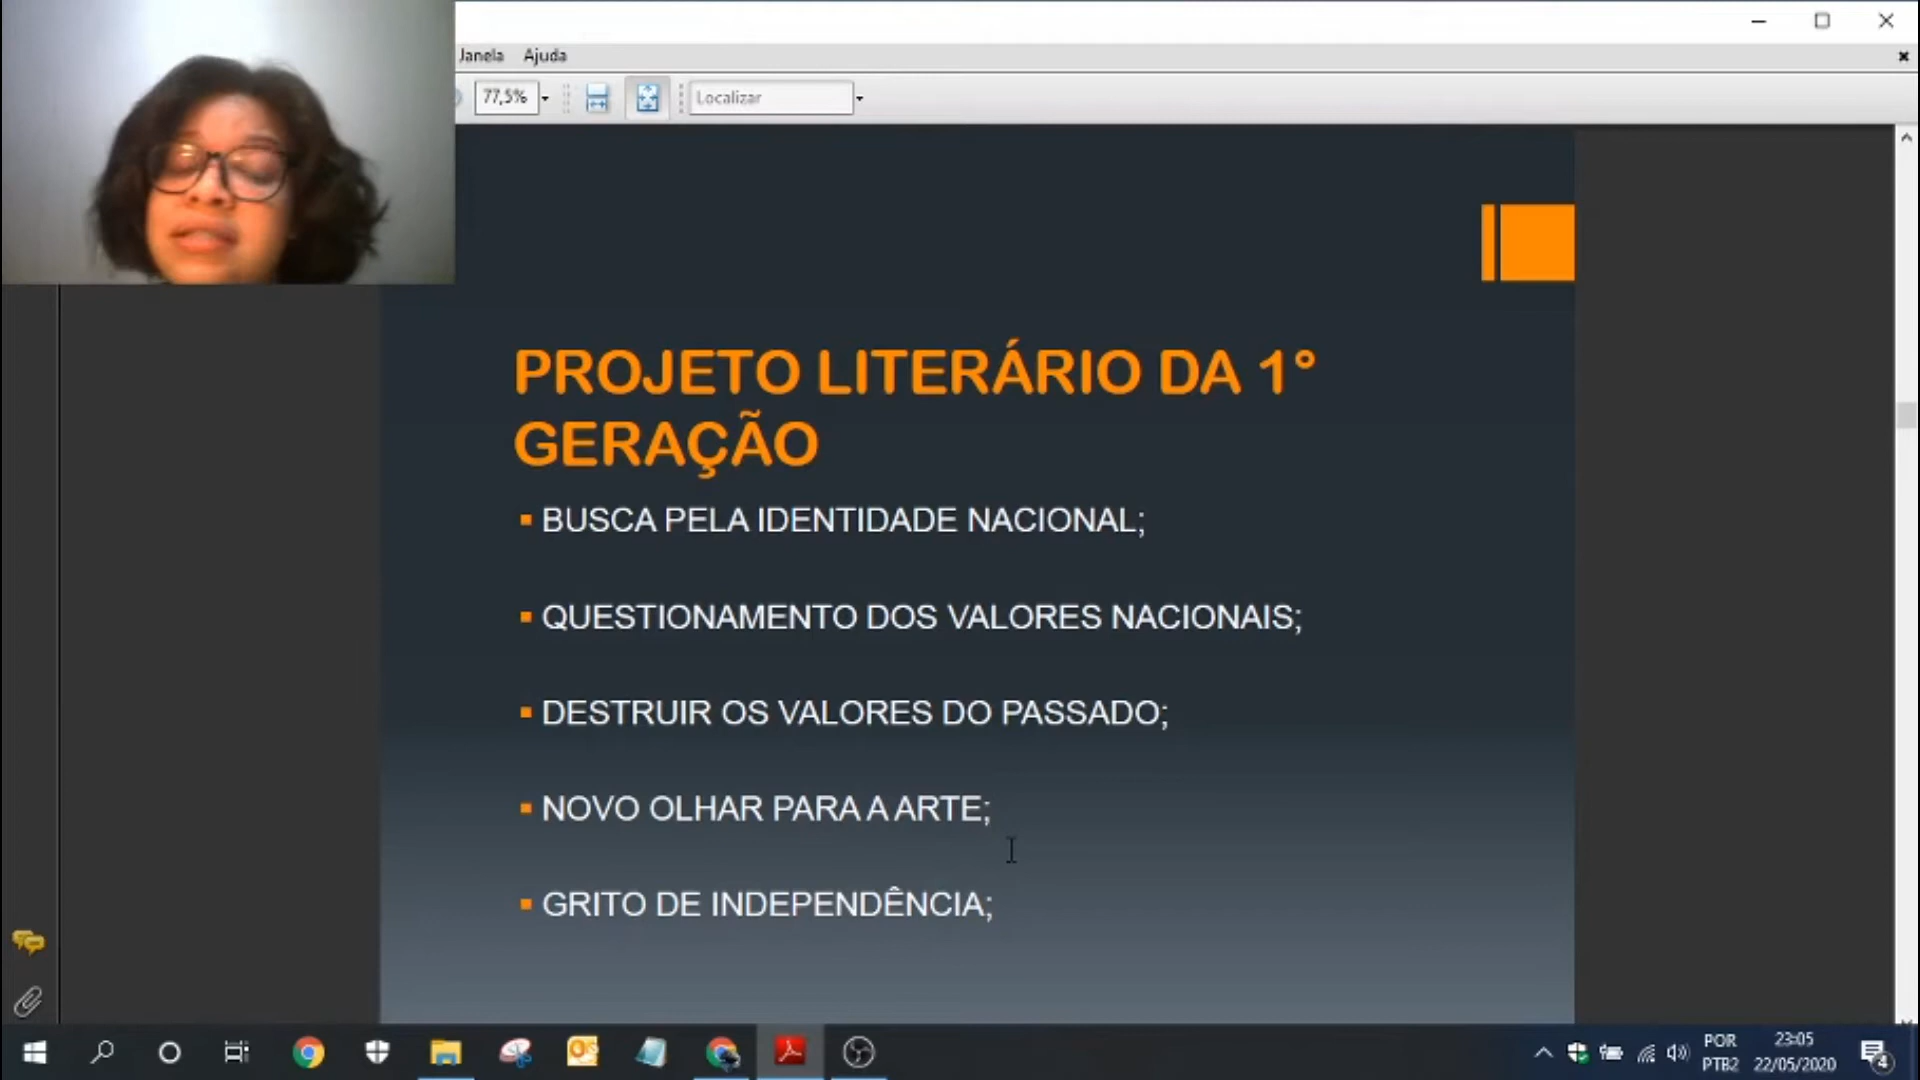 Janela Ajuda
77,5%
Localizar
PROJETO LITERÁRIO DA 1°
GERAÇÃO
BUSCA PELA IDENTIDADE NACIONAL;
QUESTIONAMENTO DOS VALORES NACIONAIS;
DESTRUIR OS VALORES DO PASSADO;
NOVO OLHAR PARA A ARTE;
GRITO DE INDEPENDÊNCIA;
POR 23:05
PTB2 22/05/2020
4